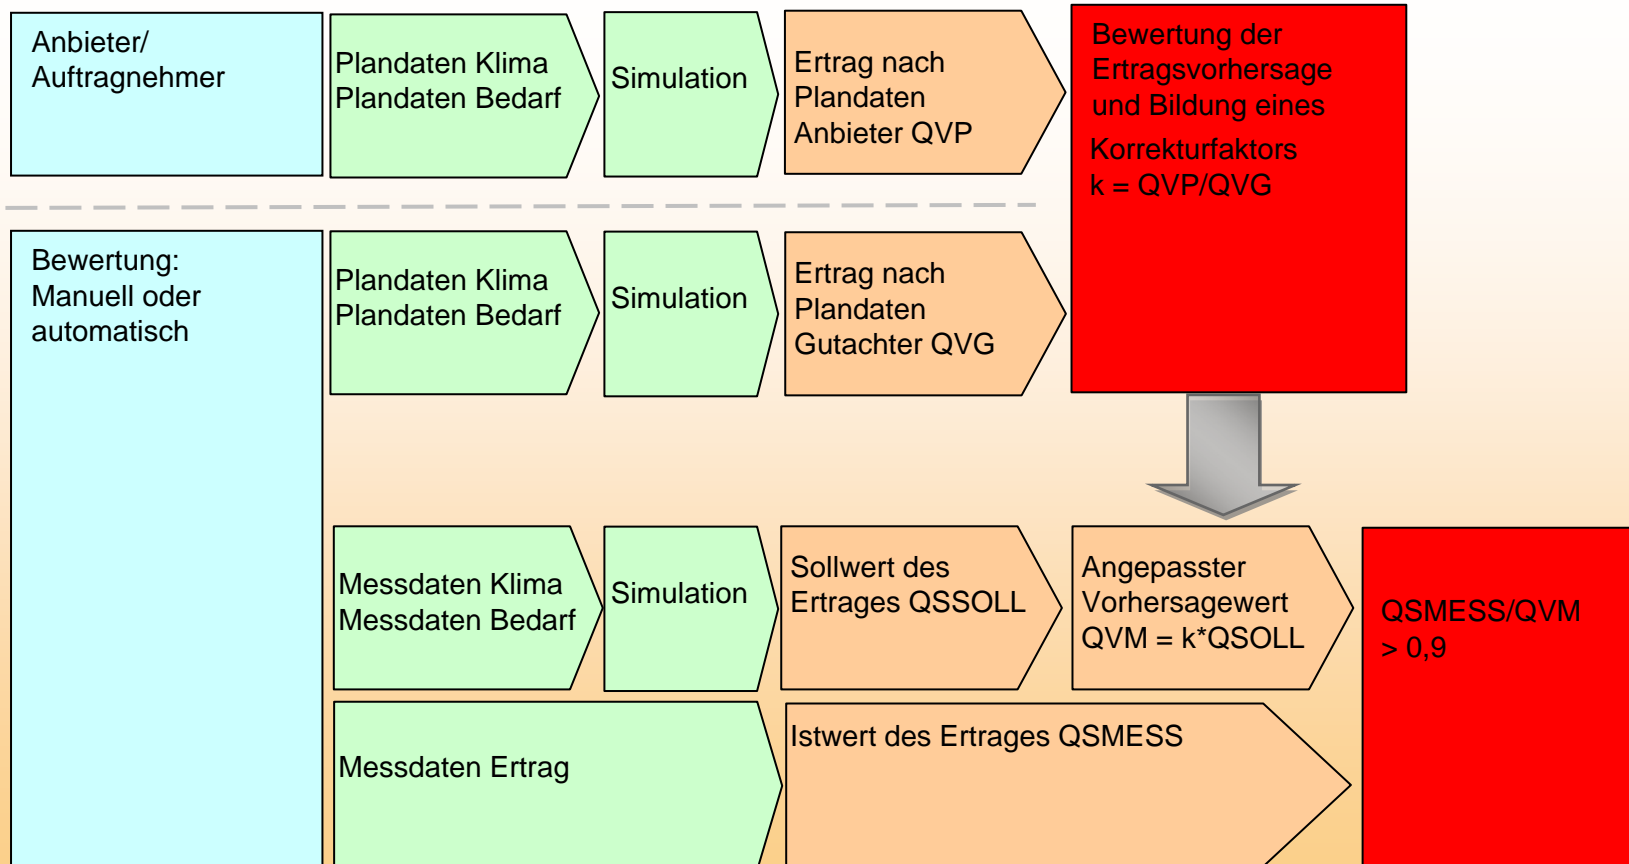 Anbieter/
Auftragnehmer
Plandaten Klima
Plandaten Bedarf
Simulation
Ertrag nach
Plandaten
Anbieter QVP
Bewertung der
Ertragsvorhersage
und Bildung eines
Korrekturfaktors
k = QVP/QVG
Bewertung:
Manuell oder
automatisch
Plandaten Klima
Plandaten Bedarf
Simulation
Ertrag nach
Plandaten
Gutachter QVG
Messdaten Klima
Messdaten Bedarf
Simulation
Sollwert des
Ertrages QSSOLL
Angepasster
Vorhersagewert
QVM = k*QSOLL
QSMESS/QVM
> 0,9
Messdaten Ertrag
Istwert des Ertrages QSMESS